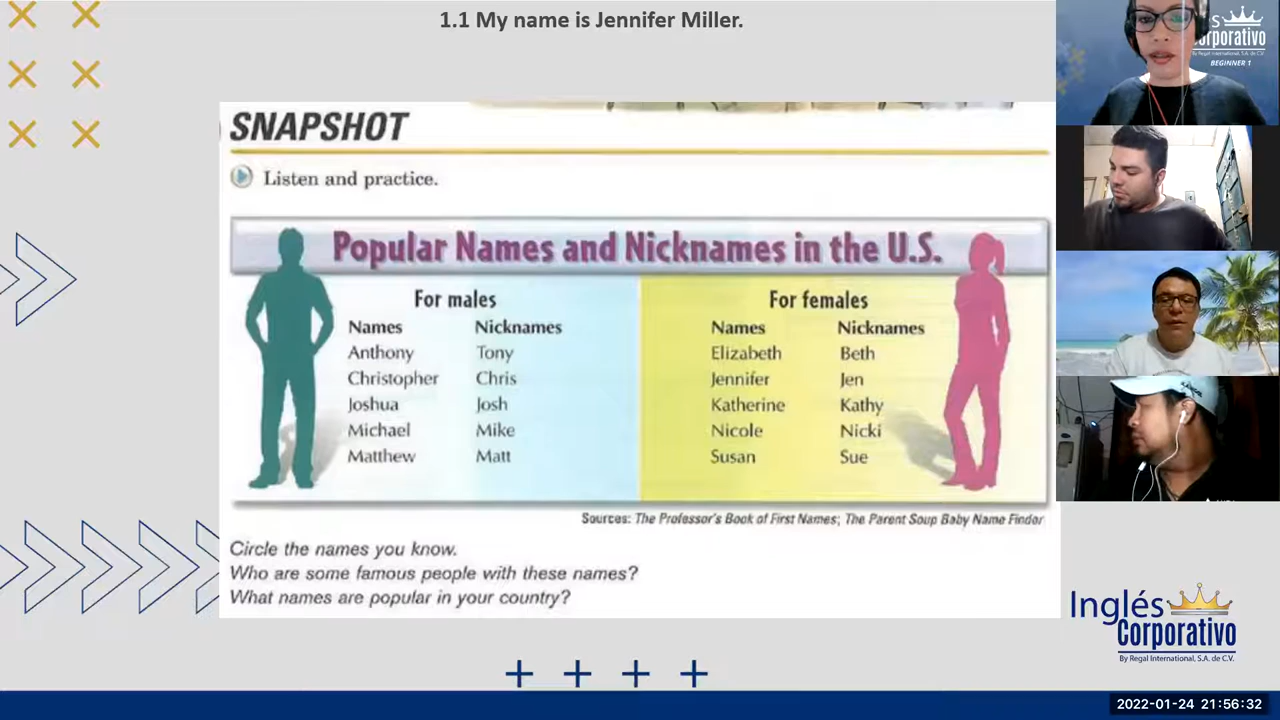 1.1 My name is Jennifer Miller.
SNAPSHOT
Listen and practice.
Popular Names and Nicknames in the U.S.
For males
Names Nicknames
Anthony Tony
Christopher Chris
Joshua Josh
Michael Mike
Matthew Matt
For females
Names Nicknames
Elizabeth Beth
Jennifer Jen
Katherine Kathy
Nicole Nicki
Susan Sue
Sources: The Professor's Book of First Names; The Parent Soup Baby Name Finder
Circle the names you know.
Who are some famous people with these names?
What names are popular in your country?
Corporativo
By Regal International, S.A. de C.V.
BEGINNER 1
Inglés
Corporativo
By Regal International, S.A. de C.V.
2022-01-24 21:56:32